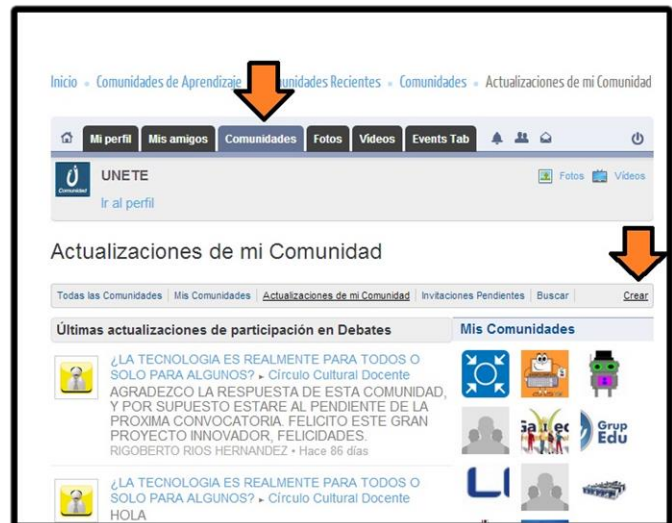 Inicio Comunidades de Aprendizaje Comunidades Recientes Comunidades Actualizaciones de mi Comunidad
Mi perfil Mis amigos Comunidades Fotos Videos Events Tab
UNETE
Fotos Videos
Comunidad
Ir al perfil
Actualizaciones de mi Comunidad
Todas las Comunidades | Mis Comunidades | Actualizaciones de mi Comunidad | Invitaciones Pendientes | Buscar | Crear
Últimas actualizaciones de participación en Debates
¿LA TECNOLOGIA ES REALMENTE PARA TODOS O
SOLO PARA ALGUNOS? ▸ Círculo Cultural Docente
AGRADEZCO LA RESPUESTA DE ESTA COMUNIDAD,
Y POR SUPUESTO ESTARE AL PENDIENTE DE LA
PROXIMA CONVOCATORIA. FELICITO ESTE GRAN
PROYECTO INNOVADOR, FELICIDADES.
RIGOBERTO RIOS HERNANDEZ • Hace 86 días
¿LA TECNOLOGIA ES REALMENTE PARA TODOS O
SOLO PARA ALGUNOS? ▸ Círculo Cultural Docente
HOLA
Mis Comunidades
Grup
Edu